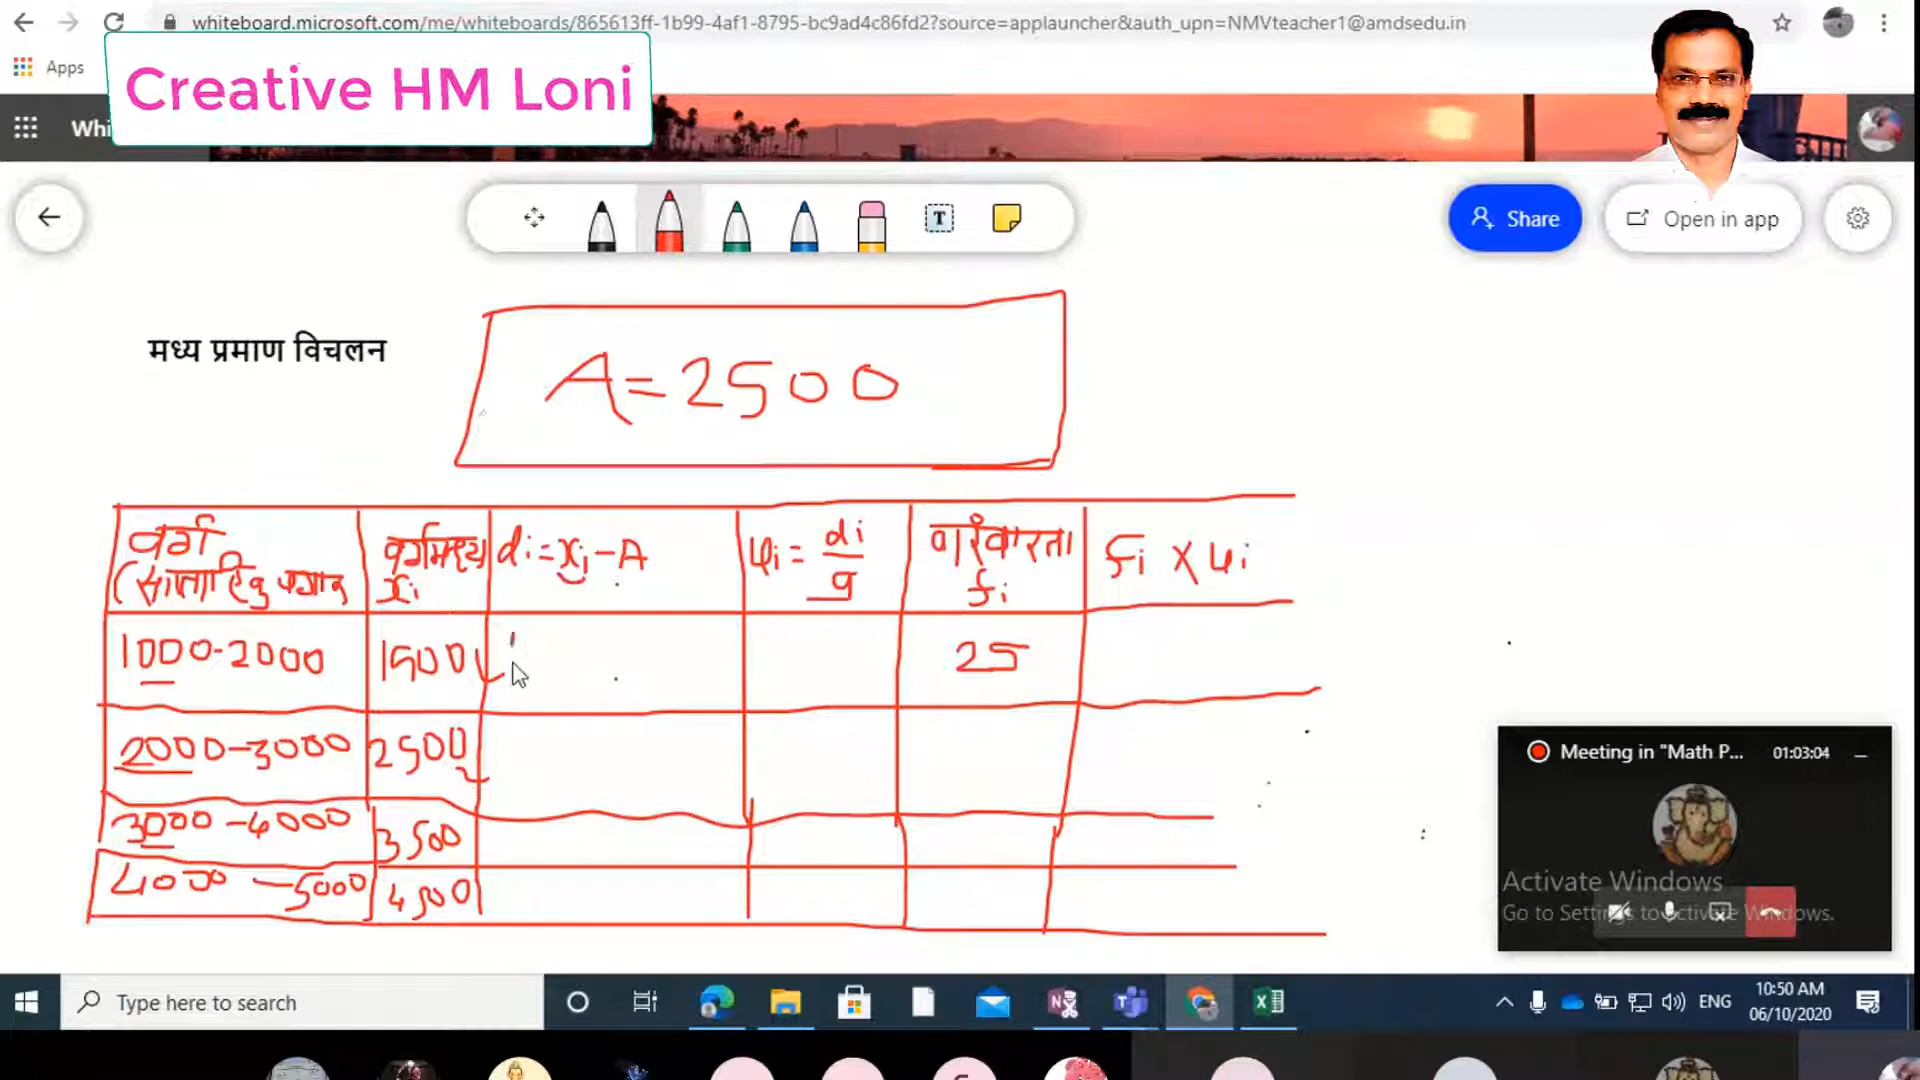 whiteboard.microsoft.com/me/whiteboards/865613ff-1b99-4af1-8795-bc9ad4c86fd2?source=applauncher&auth_upn=NMVteacher1@amdsedu.in
Apps
Creative HM Loni
Whi
Share
Open in app
मध्य प्रमाण विचलन
A=2500
वर्ग
वर्गमध्य
di=xi-A
ui=di/g
वारंवारता
fi x ui
(साप्ताहिक पगार
xi
fi
1000-2000
1500
25
2000-3000
2500
3000-4000
3500
4000-5000
4500
Meeting in "Math P...
01:03:04
Activate Windows
Go to Settings to activate Windows.
Type here to search
ENG
10:50 AM
06/10/2020